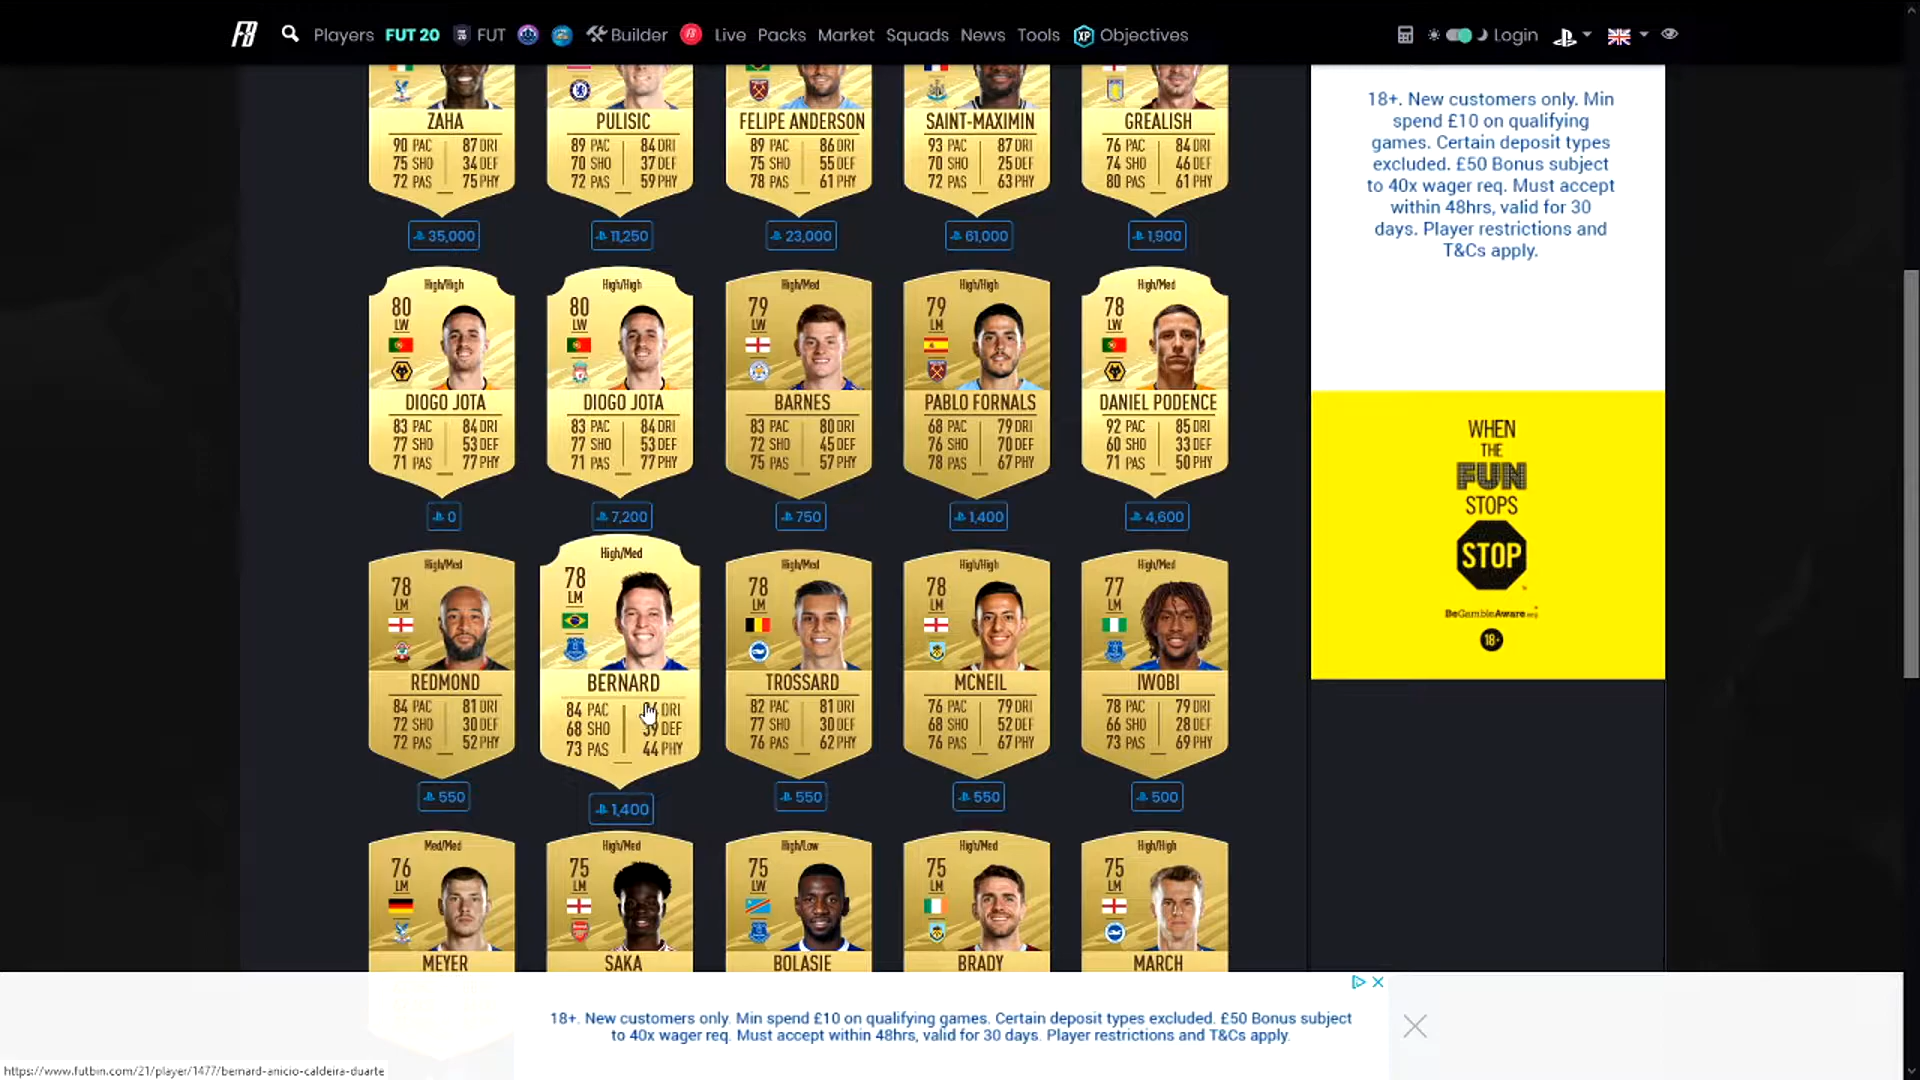 Players FUT 20 FUT Builder Live Packs Market Squads News Tools XP Objectives Login
ZAHA PULISIC FELIPE ANDERSON SAINT-MAXIMIN GREALISH
90 PAC 87 DRI 89 PAC 84 DRI 89 PAC 86 DRI 93 PAC 87 DRI 76 PAC 84 DRI
75 SHO 34 DEF 70 SHO 37 DEF 75 SHO 55 DEF 70 SHO 25 DEF 74 SHO 46 DEF
72 PAS 75 PHY 72 PAS 59 PHY 78 PAS 61 PHY 72 PAS 63 PHY 80 PAS 61 PHY
35,000 11,250 23,000 61,000 1,900
High/High High/High High/Med High/High High/Med
80 80 79 79 78
LW LW LW LM LW
DIOGO JOTA DIOGO JOTA BARNES PABLO FORNALS DANIEL PODENCE
83 PAC 84 DRI 83 PAC 84 DRI 83 PAC 80 DRI 68 PAC 79 DRI 92 PAC 85 DRI
77 SHO 53 DEF 77 SHO 53 DEF 72 SHO 45 DEF 76 SHO 70 DEF 60 SHO 33 DEF
71 PAS 77 PHY 71 PAS 77 PHY 75 PAS 57 PHY 78 PAS 67 PHY 71 PAS 50 PHY
0 7,200 750 1,400 4,600
High/Med High/Med High/Med High/High High/Med
78 78 78 78 77
LM LM LM LM LM
REDMOND BERNARD TROSSARD MCNEIL IWOBI
84 PAC 81 DRI 84 PAC DRI 82 PAC 81 DRI 76 PAC 79 DRI 78 PAC 79 DRI
72 SHO 30 DEF 68 SHO 39 DEF 77 SHO 30 DEF 68 SHO 52 DEF 66 SHO 28 DEF
72 PAS 52 PHY 73 PAS 44 PHY 76 PAS 62 PHY 76 PAS 67 PHY 73 PAS 69 PHY
550 1,400 550 550 500
Med/Med High/Med High/Low High/Med High/High
76 75 75 75 75
LM LM LW LM LM
MEYER SAKA BOLASIE BRADY MARCH
18+. New customers only. Min
spend £10 on qualifying
games. Certain deposit types
excluded. £50 Bonus subject
to 40x wager req. Must accept
within 48hrs, valid for 30
days. Player restrictions and
T&Cs apply.
WHEN
THE
FUN
STOPS
STOP
BeGambleAware.org
18+
18+. New customers only. Min spend £10 on qualifying games. Certain deposit types excluded. £50 Bonus subject
to 40x wager req. Must accept within 48hrs, valid for 30 days. Player restrictions and T&Cs apply.
https://www.futbin.com/21/player/1477/bernard-anicio-caldeira-duarte